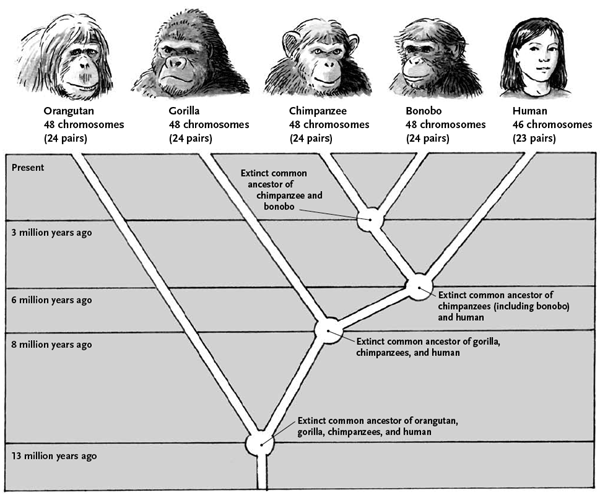 Orangutan
48 chromosomes
(24 pairs)
Gorilla
48 chromosomes
(24 pairs)
Chimpanzee
48 chromosomes
(24 pairs)
Bonobo
48 chromosomes
(24 pairs)
Human
46 chromosomes
(23 pairs)
Present
Extinct common
ancestor of
chimpanzee and
bonobo
3 million years ago
6 million years ago
Extinct common ancestor of
chimpanzees (including bonobo)
and human
8 million years ago
Extinct common ancestor of gorilla,
chimpanzees, and human
Extinct common ancestor of orangutan,
gorilla, chimpanzees, and human
13 million years ago